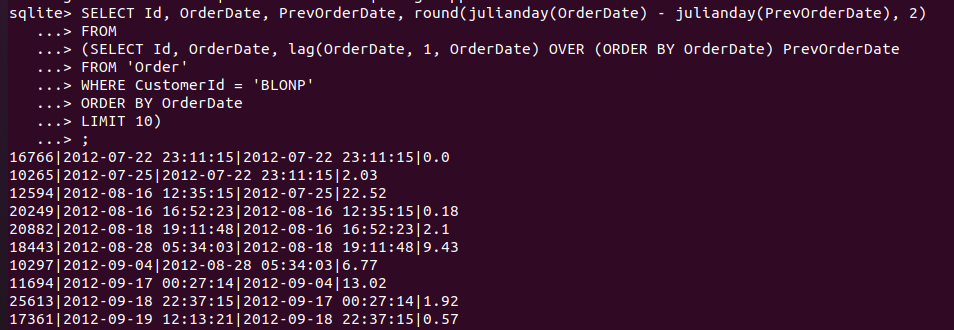 sqlite> SELECT Id, OrderDate, PrevOrderDate, round(julianday(OrderDate) - julianday(PrevOrderDate), 2)
...> FROM
...> (SELECT Id, OrderDate, lag(OrderDate, 1, OrderDate) OVER (ORDER BY OrderDate) PrevOrderDate
...> FROM 'Order'
...> WHERE CustomerId = 'BLONP'
...> ORDER BY OrderDate
...> LIMIT 10)
...> ;
16766|2012-07-22 23:11:15|2012-07-22 23:11:15|0.0
10265|2012-07-25|2012-07-22 23:11:15|2.03
12594|2012-08-16 12:35:15|2012-07-25|22.52
20249|2012-08-16 16:52:23|2012-08-16 12:35:15|0.18
20882|2012-08-18 19:11:48|2012-08-16 16:52:23|2.1
18443|2012-08-28 05:34:03|2012-08-18 19:11:48|9.43
10297|2012-09-04|2012-08-28 05:34:03|6.77
11694|2012-09-17 00:27:14|2012-09-04|13.02
25613|2012-09-18 22:37:15|2012-09-17 00:27:14|1.92
17361|2012-09-19 12:13:21|2012-09-18 22:37:15|0.57